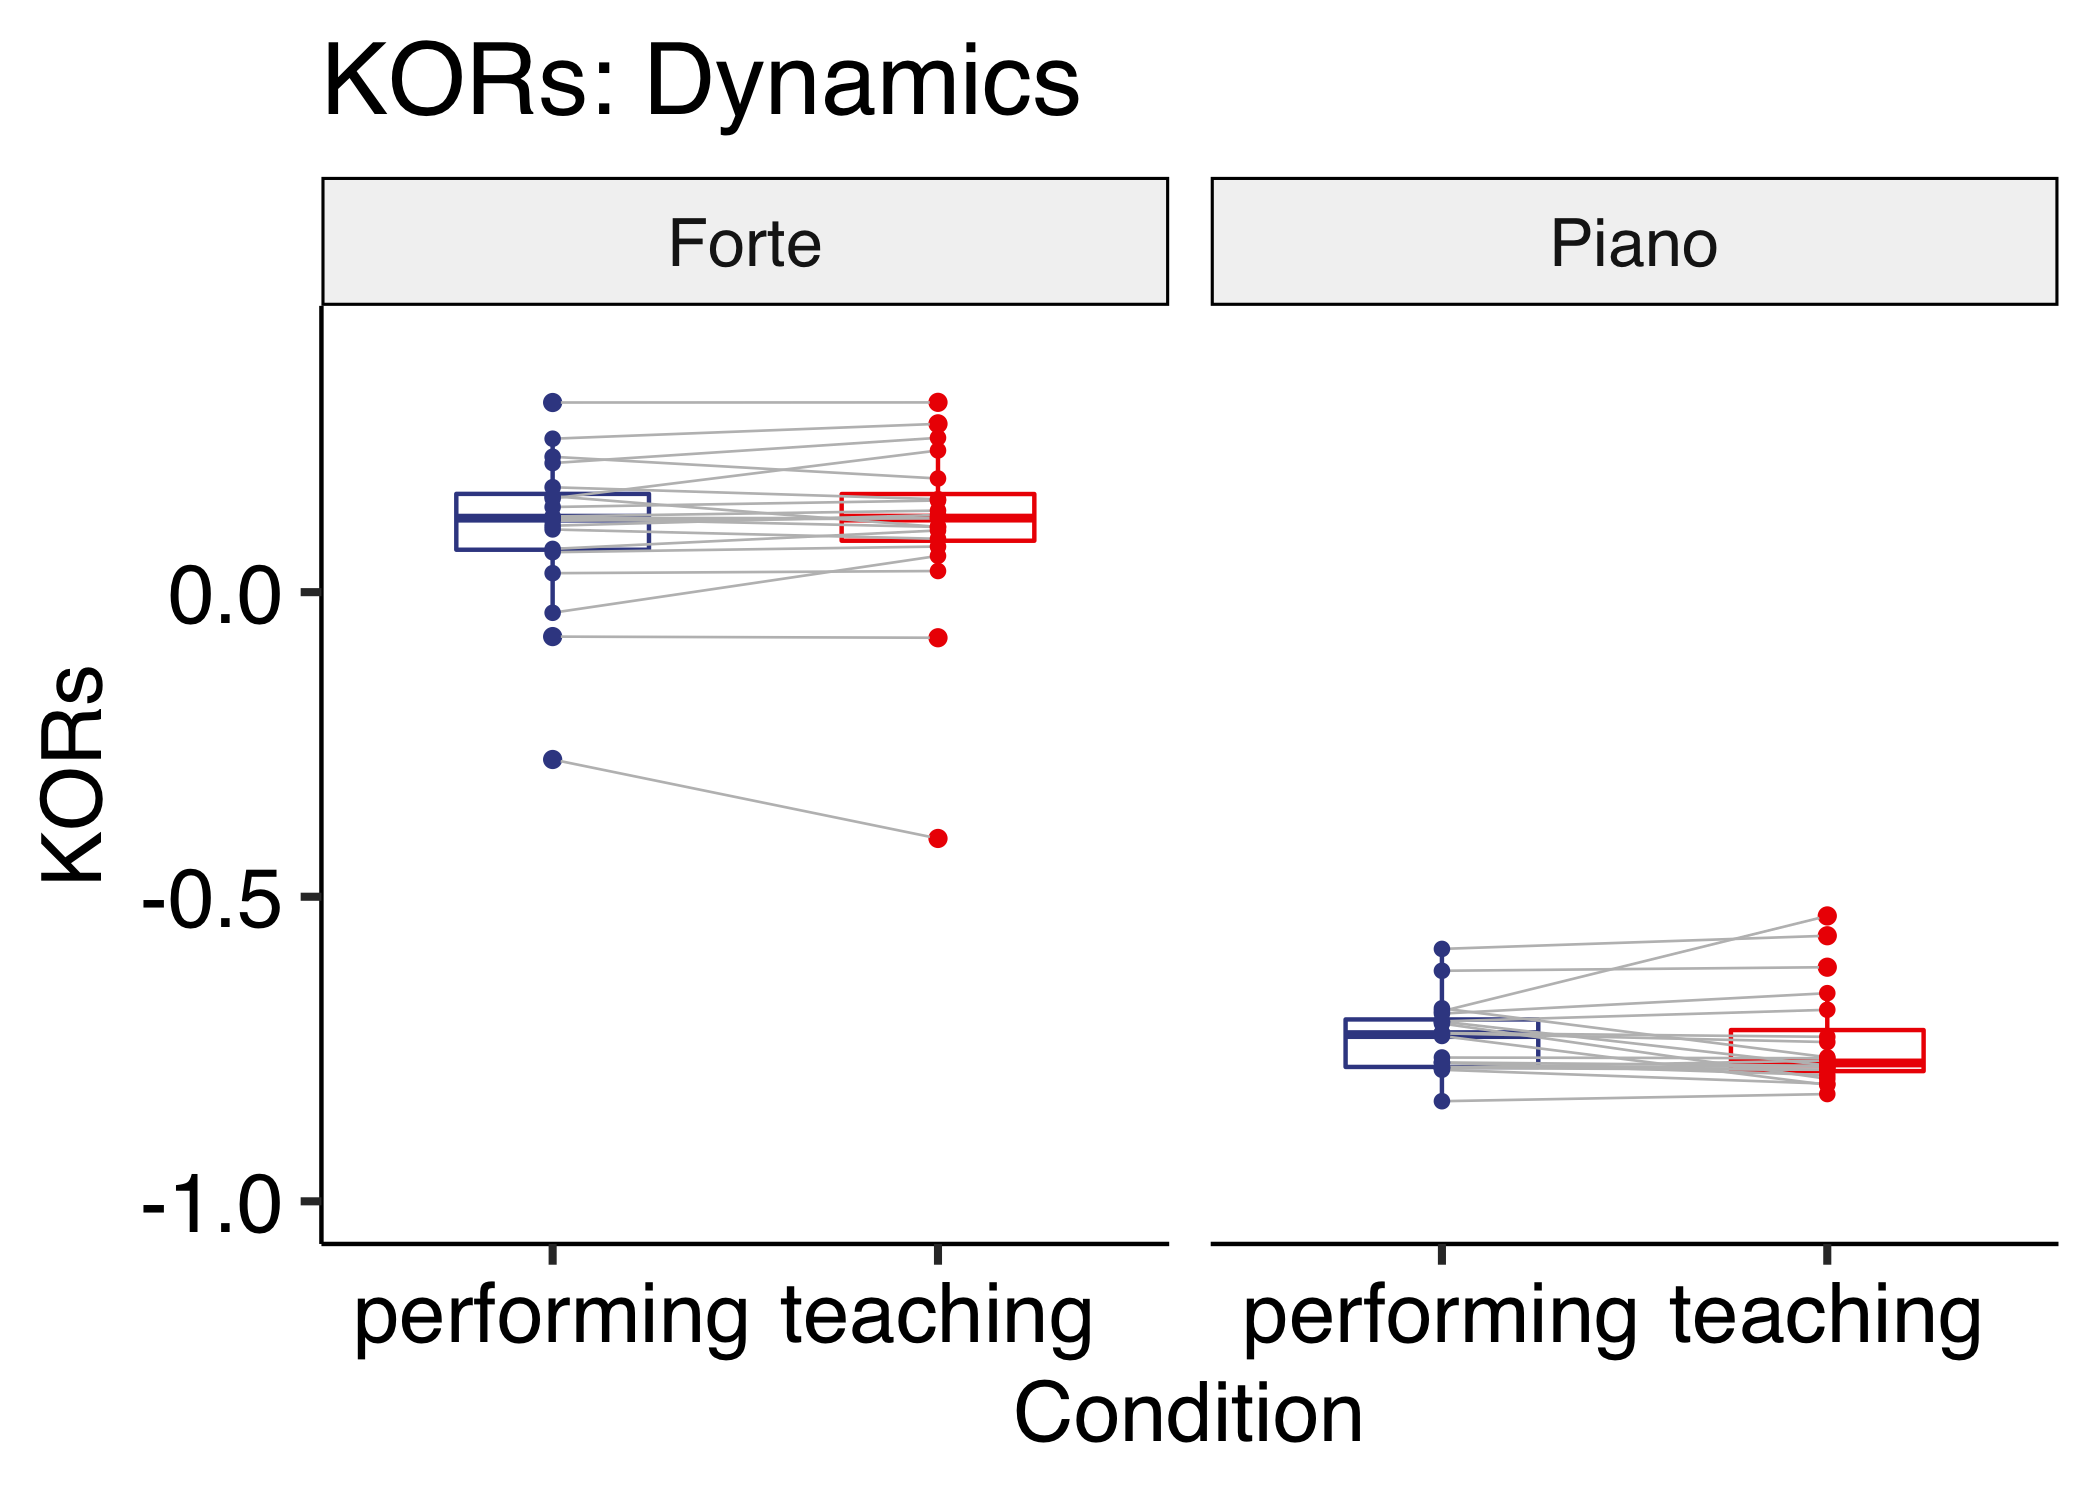 KORs: Dynamics
Forte
Piano
KORs
0.0
-0.5
-1.0
performing teaching
performing teaching
Condition